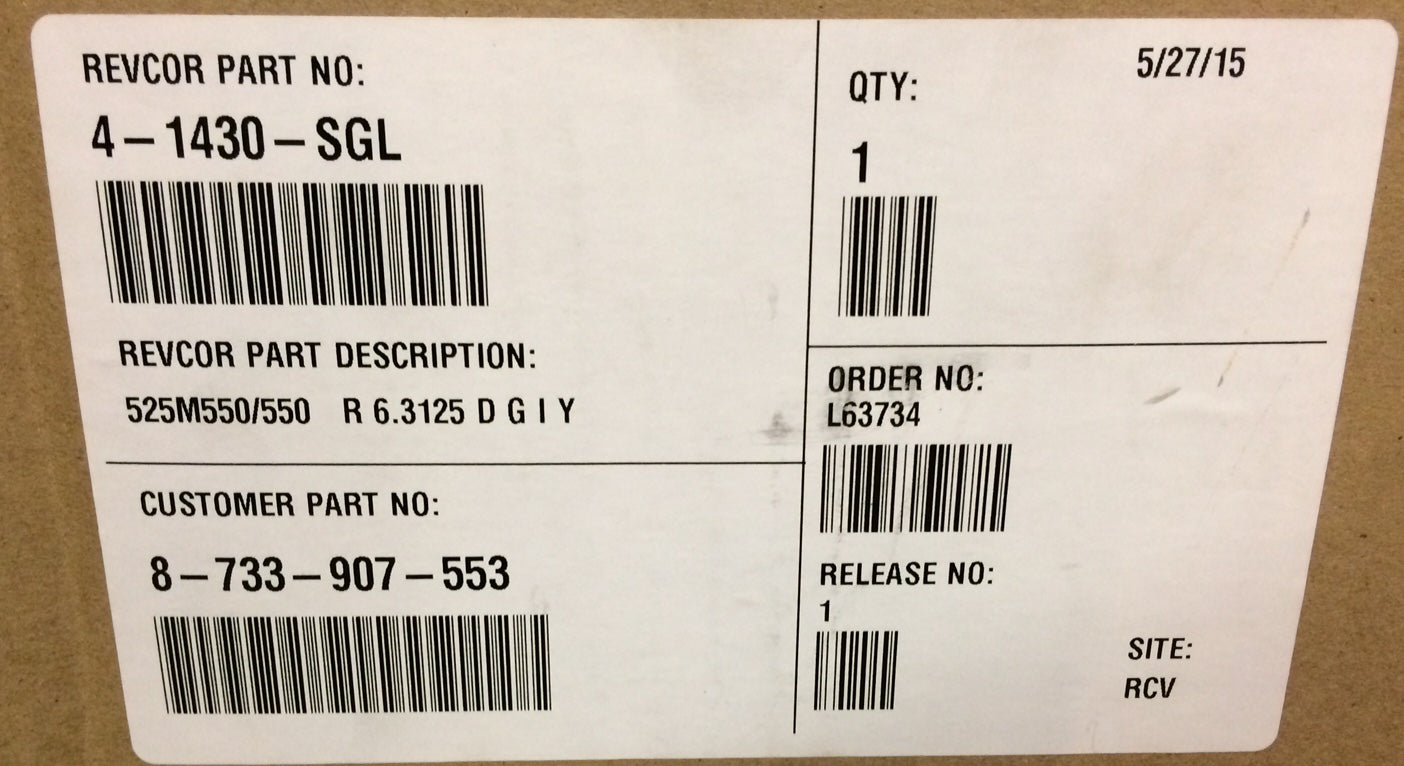 REVCOR PART NO:
4-1430-SGL
REVCOR PART DESCRIPTION:
525M550/550 R 6.3125 D G I Y
CUSTOMER PART NO:
8-733-907-553
5/27/15
QTY:
1
ORDER NO:
L63734
RELEASE NO:
1
SITE:
RCV